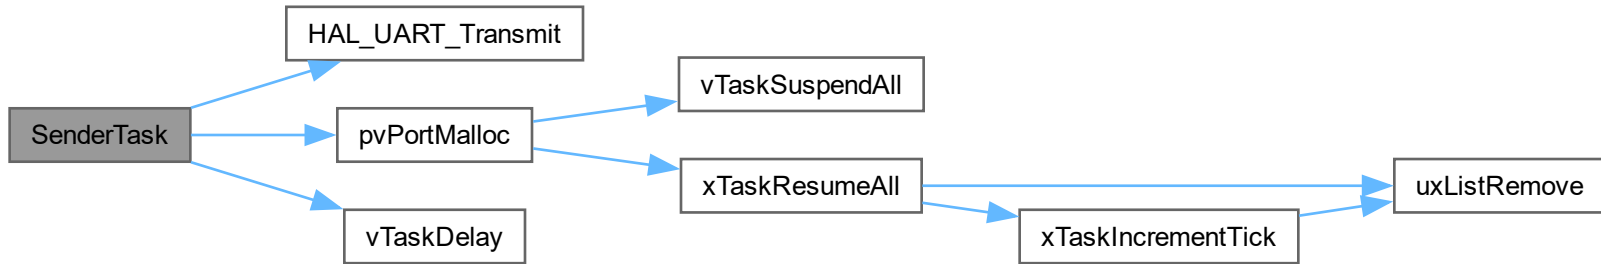 SenderTask
HAL_UART_Transmit
pvPortMalloc
vTaskDelay
vTaskSuspendAll
xTaskResumeAll
xTaskIncrementTick
uxListRemove